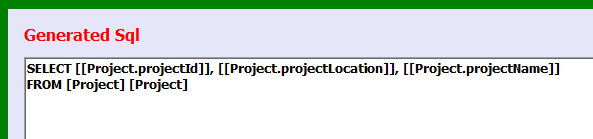 Generated Sql
SELECT [[Project.projectId]], [[Project.projectLocation]], [[Project.projectName]]
FROM [Project] [Project]